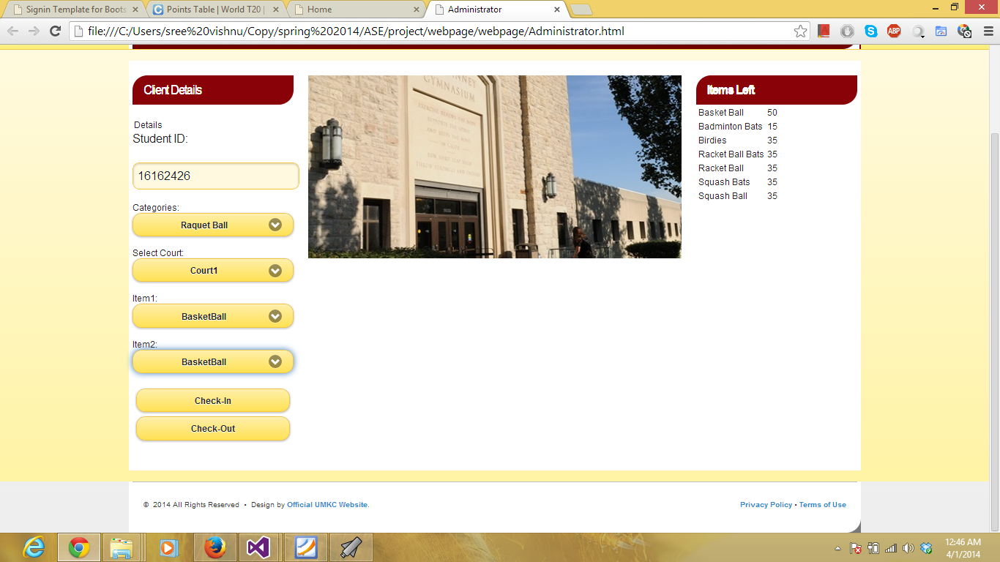 Signin Template for Boots
Points Table | World T20 |
Home
Administrator
file:///C:/Users/sree%20vishnu/Copy/spring%202014/ASE/project/webpage/webpage/Administrator.html
ABP
Client Details
Details
Student ID:
16162426
Categories:
Raquet Ball
Select Court:
Court1
Item1:
BasketBall
Item2:
BasketBall
Check-In
Check-Out
GYMNASIUM
Items Left
Basket Ball 50
Badminton Bats 15
Birdies 35
Racket Ball Bats 35
Racket Ball 35
Squash Bats 35
Squash Ball 35
© 2014 All Rights Reserved • Design by Official UMKC Website.
Privacy Policy • Terms of Use
12:46 AM
4/1/2014